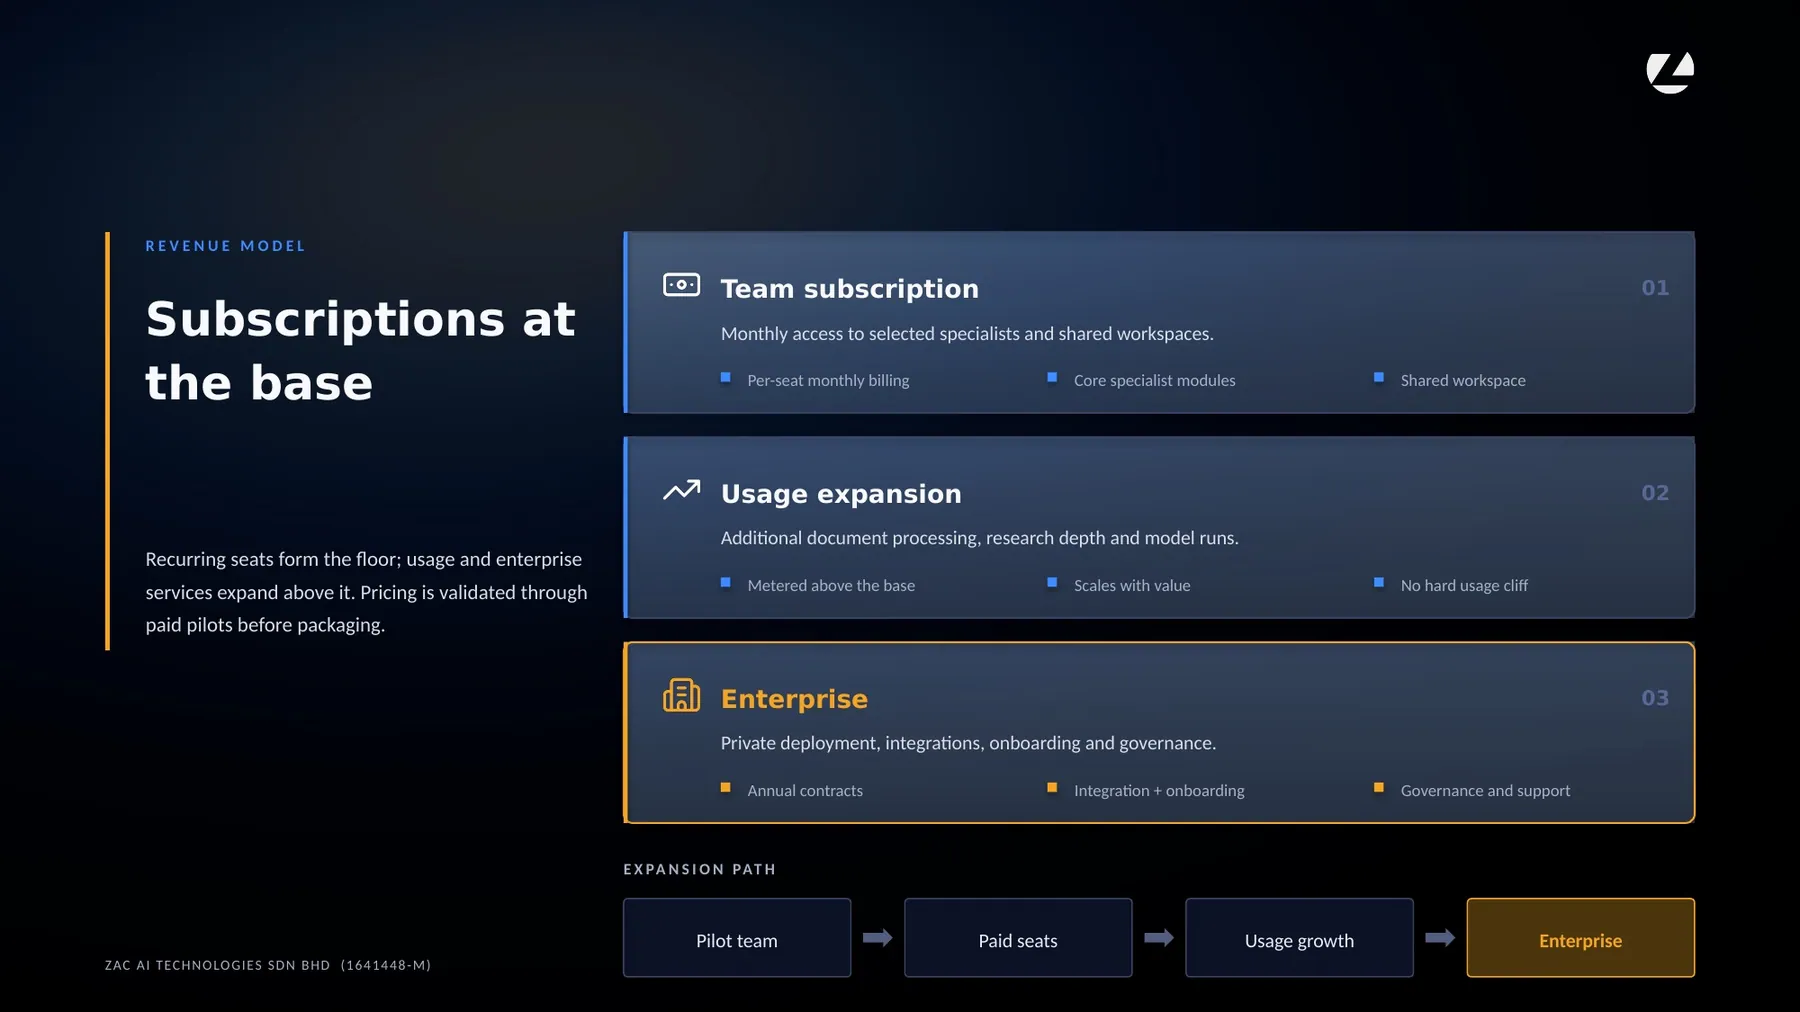 REVENUE MODEL
Subscriptions at
the base
Recurring seats form the floor; usage and enterprise
services expand above it. Pricing is validated through
paid pilots before packaging.
Team subscription
01
Monthly access to selected specialists and shared workspaces.
Per-seat monthly billing
Core specialist modules
Shared workspace
Usage expansion
02
Additional document processing, research depth and model runs.
Metered above the base
Scales with value
No hard usage cliff
Enterprise
03
Private deployment, integrations, onboarding and governance.
Annual contracts
Integration + onboarding
Governance and support
EXPANSION PATH
Pilot team
Paid seats
Usage growth
Enterprise
ZAC AI TECHNOLOGIES SDN BHD (1641448-M)